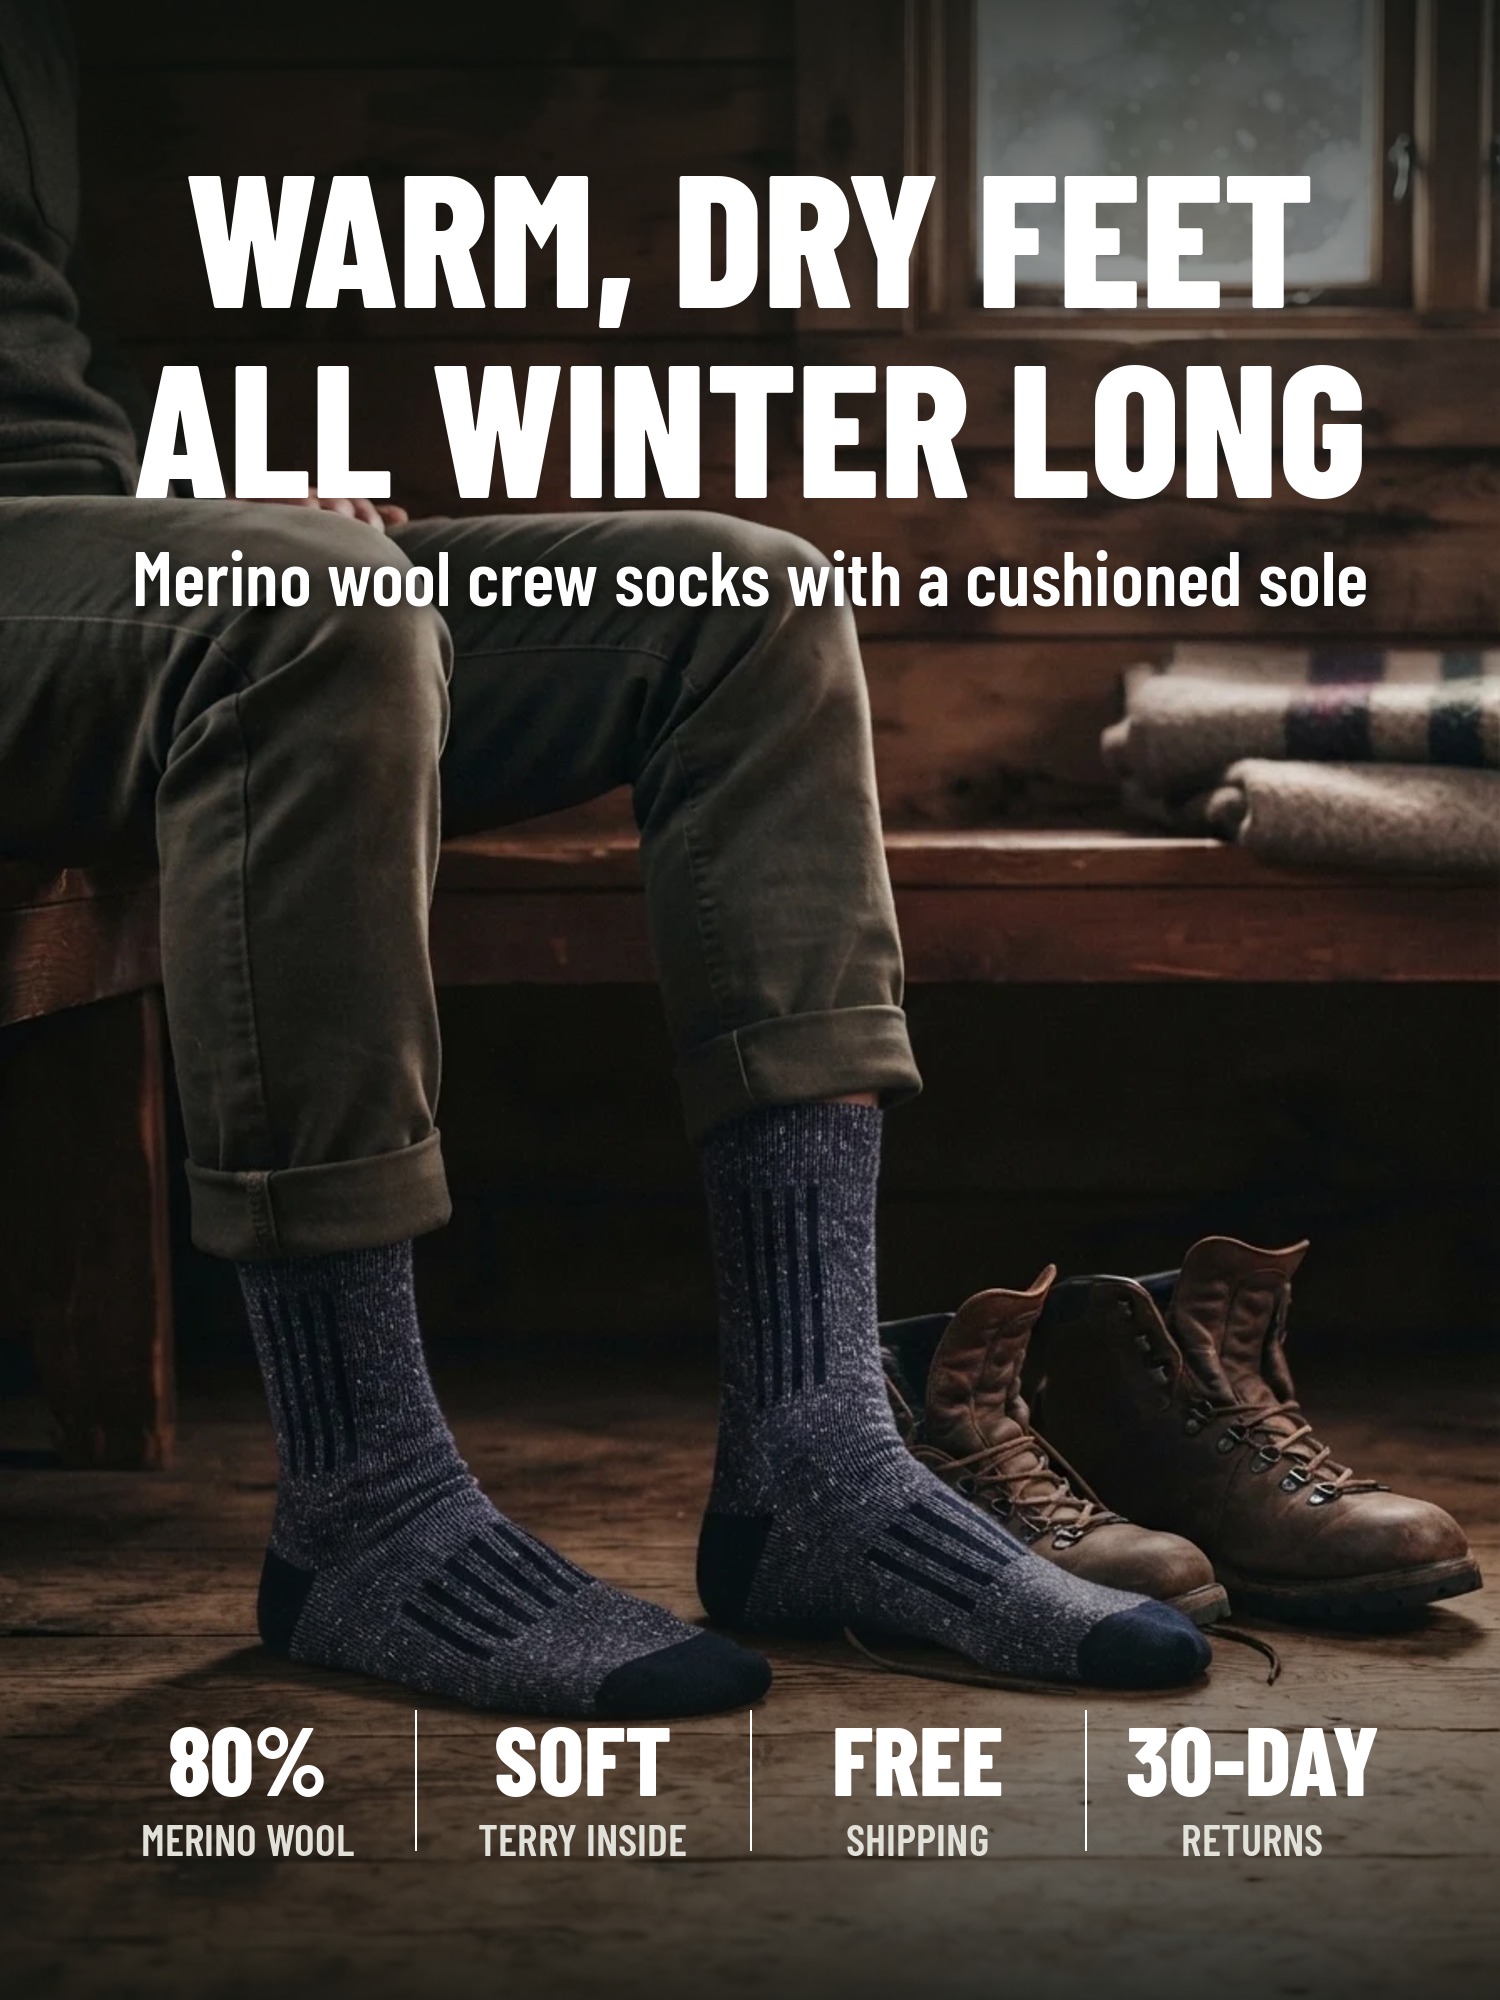 WARM, DRY FEET
ALL WINTER LONG
Merino wool crew socks with a cushioned sole
80%
MERINO WOOL
SOFT
TERRY INSIDE
FREE
SHIPPING
30-DAY
RETURNS